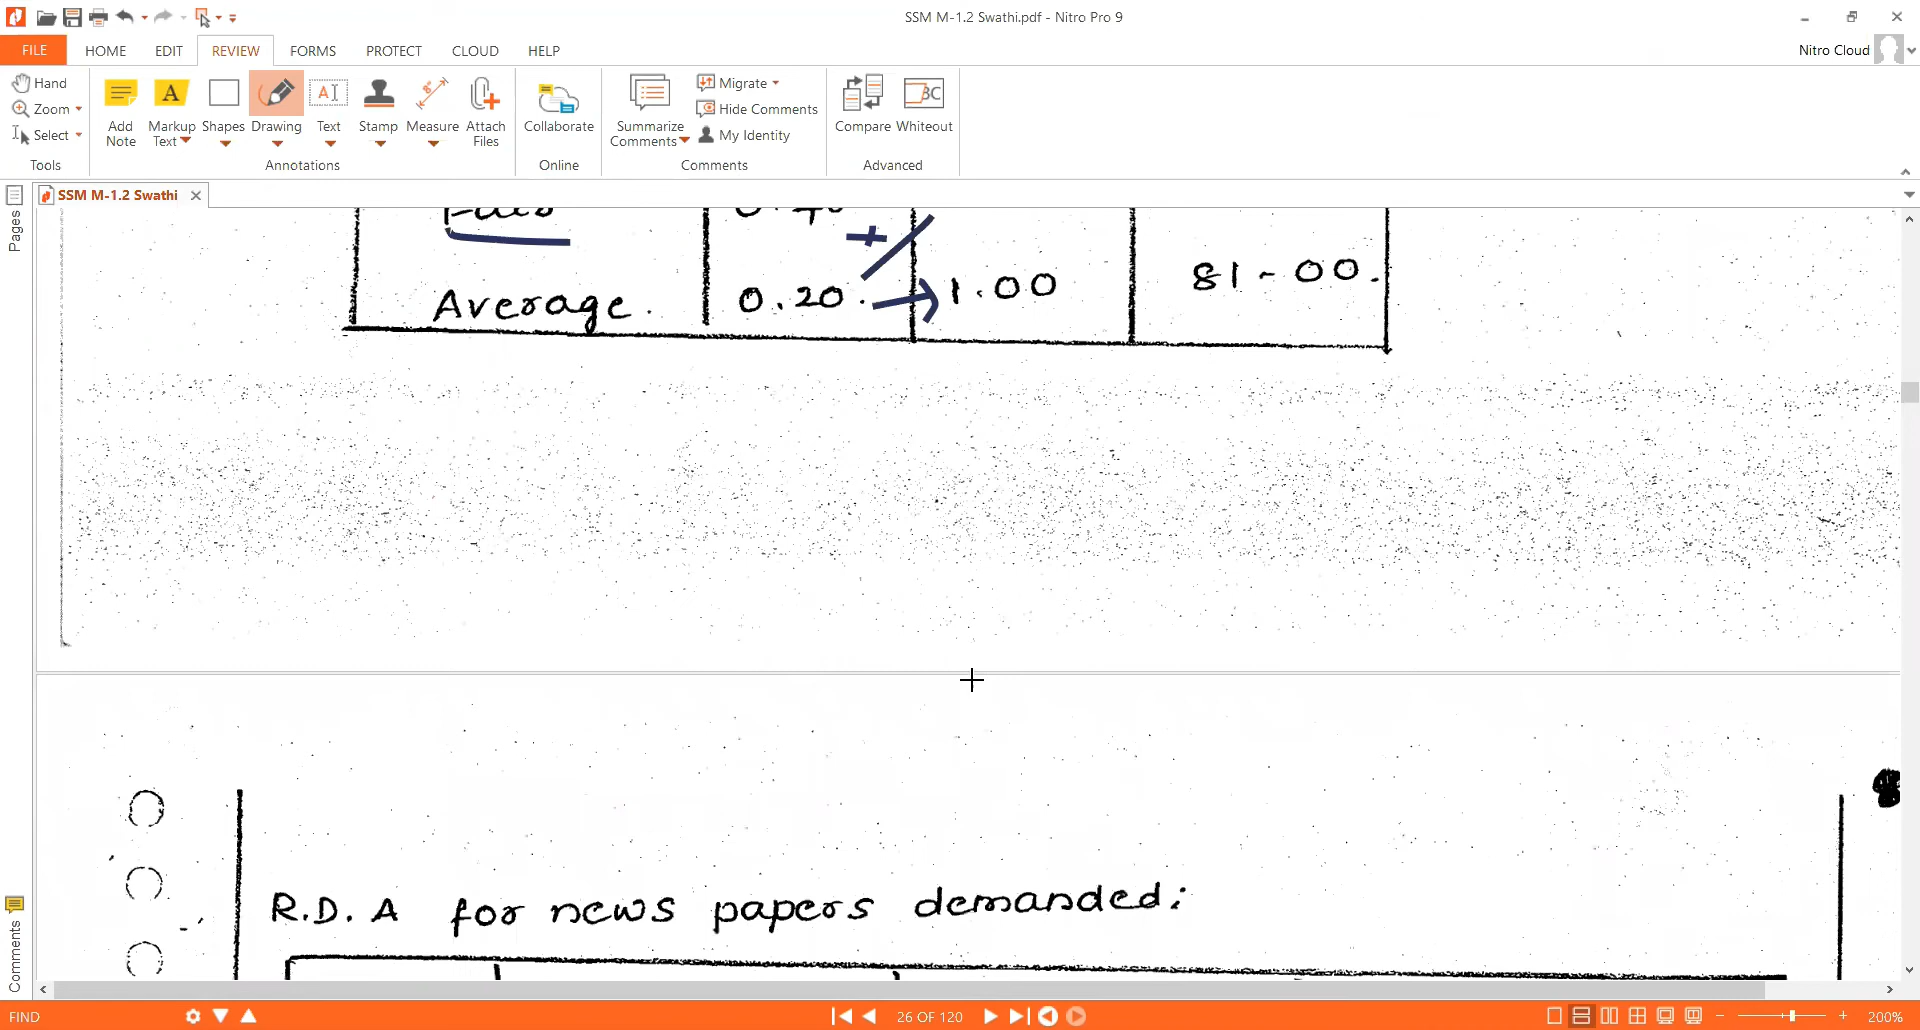 SSM M-1.2 Swathi.pdf - Nitro Pro 9
FILE HOME EDIT REVIEW FORMS PROTECT CLOUD HELP
Nitro Cloud
Hand
Zoom
Select
Tools
Add Note
Markup Text
Shapes
Drawing
Text
Stamp
Measure
Attach Files
Annotations
Collaborate
Online
Summarize Comments
Migrate
Hide Comments
My Identity
Comments
Compare
Whiteout
Advanced
SSM M-1.2 Swathi
Pages
Average. 0.20. 1.00 81-00.
R.D.A for news papers demanded:
Comments
FIND
26 OF 120
200%